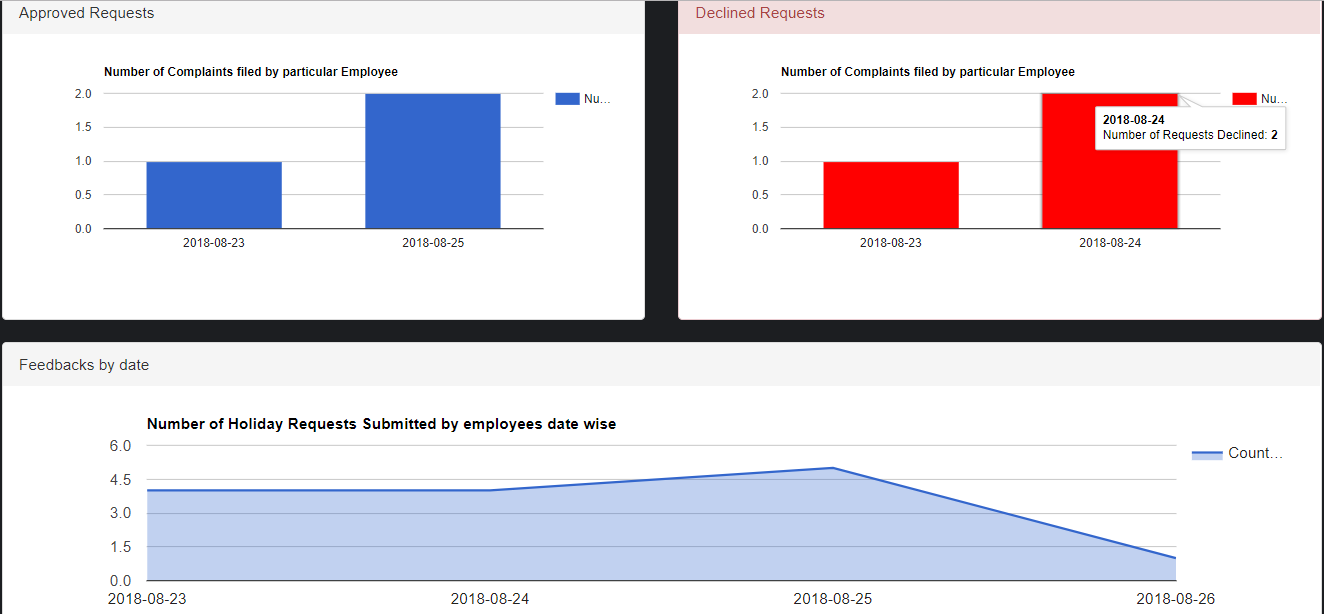 Approved Requests
Number of Complaints filed by particular Employee
2.0
1.5
1.0
0.5
0.0
2018-08-23
2018-08-25
Nu...
Declined Requests
Number of Complaints filed by particular Employee
2.0
1.5
1.0
0.5
0.0
2018-08-23
2018-08-24
Nu...
2018-08-24
Number of Requests Declined: 2
Feedbacks by date
Number of Holiday Requests Submitted by employees date wise
6.0
4.5
3.0
1.5
0.0
2018-08-23
2018-08-24
2018-08-25
2018-08-26
Count...